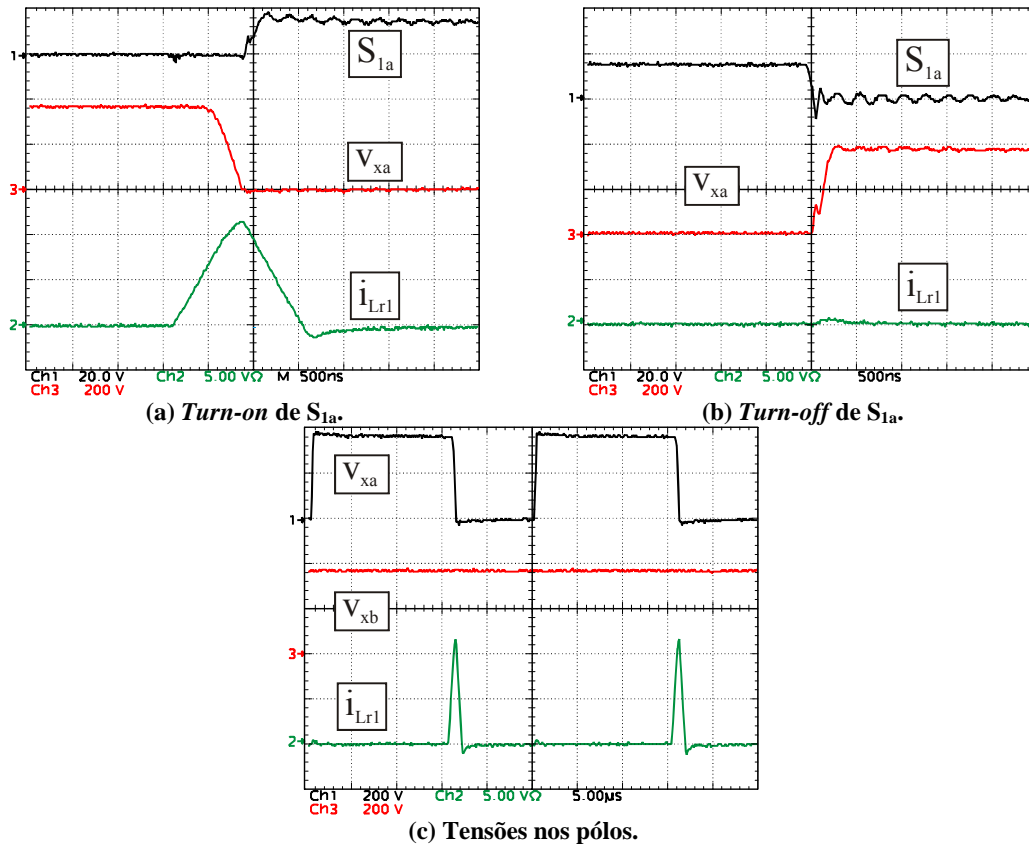 1
S1a
3
vxa
iLr1
2
Ch1 20.0 V Ch2 5.00 VΩ M 500ns
Ch3 200 V
(a) Turn-on de S1a.
1
S1a
vxa
3
iLr1
2
Ch1 20.0 V Ch2 5.00 VΩ 500ns
Ch3 200 V
(b) Turn-off de S1a.
vxa
1
vxb
3
iLr1
2
Ch1 200 V Ch2 5.00 VΩ 5.00µs
Ch3 200 V
(c) Tensões nos pólos.